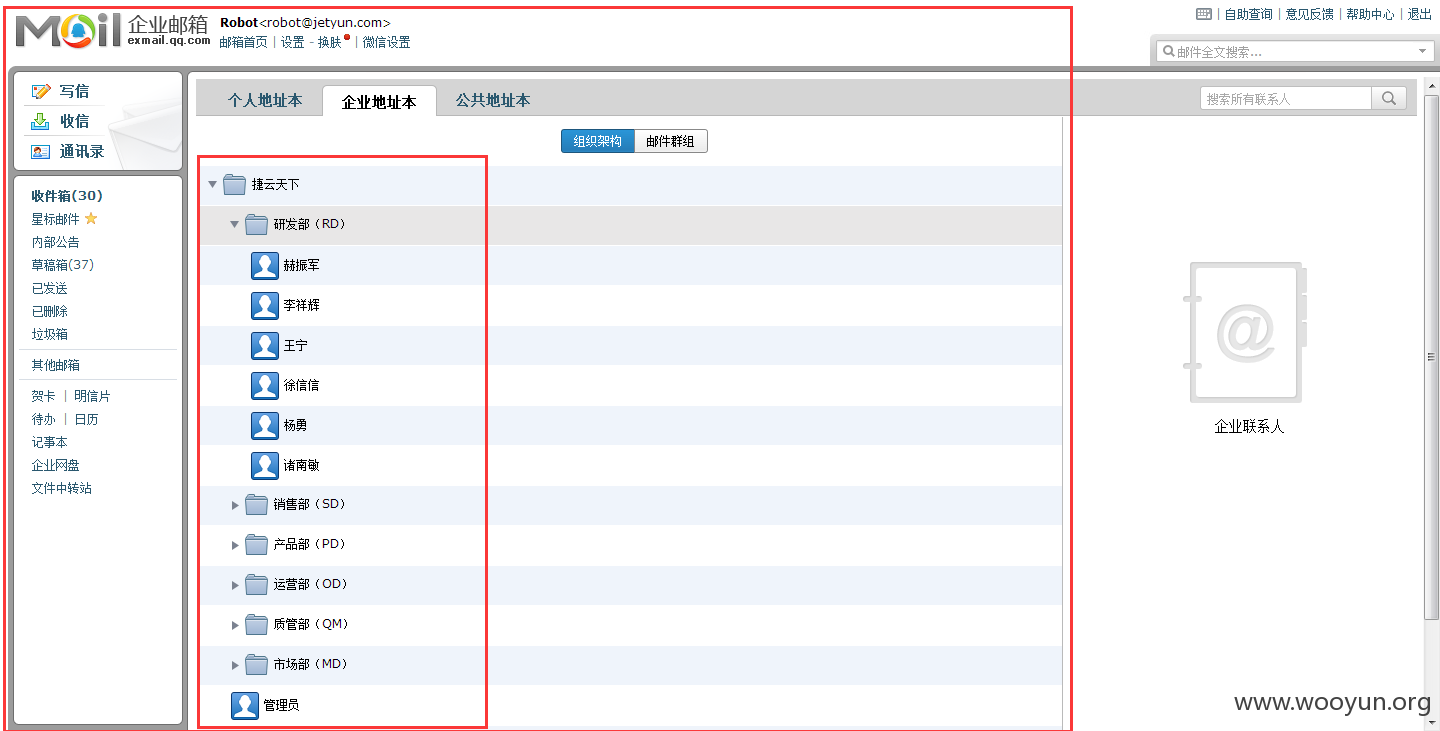 Mail 企业邮箱 exmail.qq.com
Robot<robot@jetyun.com>
邮箱首页 | 设置 - 换肤 | 微信设置
自助查询 | 意见反馈 | 帮助中心 | 退出
邮件全文搜索...
写信
收信
通讯录
收件箱(30)
星标邮件
内部公告
草稿箱(37)
已发送
已删除
垃圾箱
其他邮箱
贺卡 | 明信片
待办 | 日历
记事本
企业网盘
文件中转站
个人地址本 企业地址本 公共地址本
搜索所有联系人
组织架构 邮件群组
捷云天下
研发部（RD）
赫振军
李祥辉
王宁
徐信信
杨勇
诸南敏
销售部（SD）
产品部（PD）
运营部（OD）
质管部（QM）
市场部（MD）
管理员
@
企业联系人
www.wooyun.org